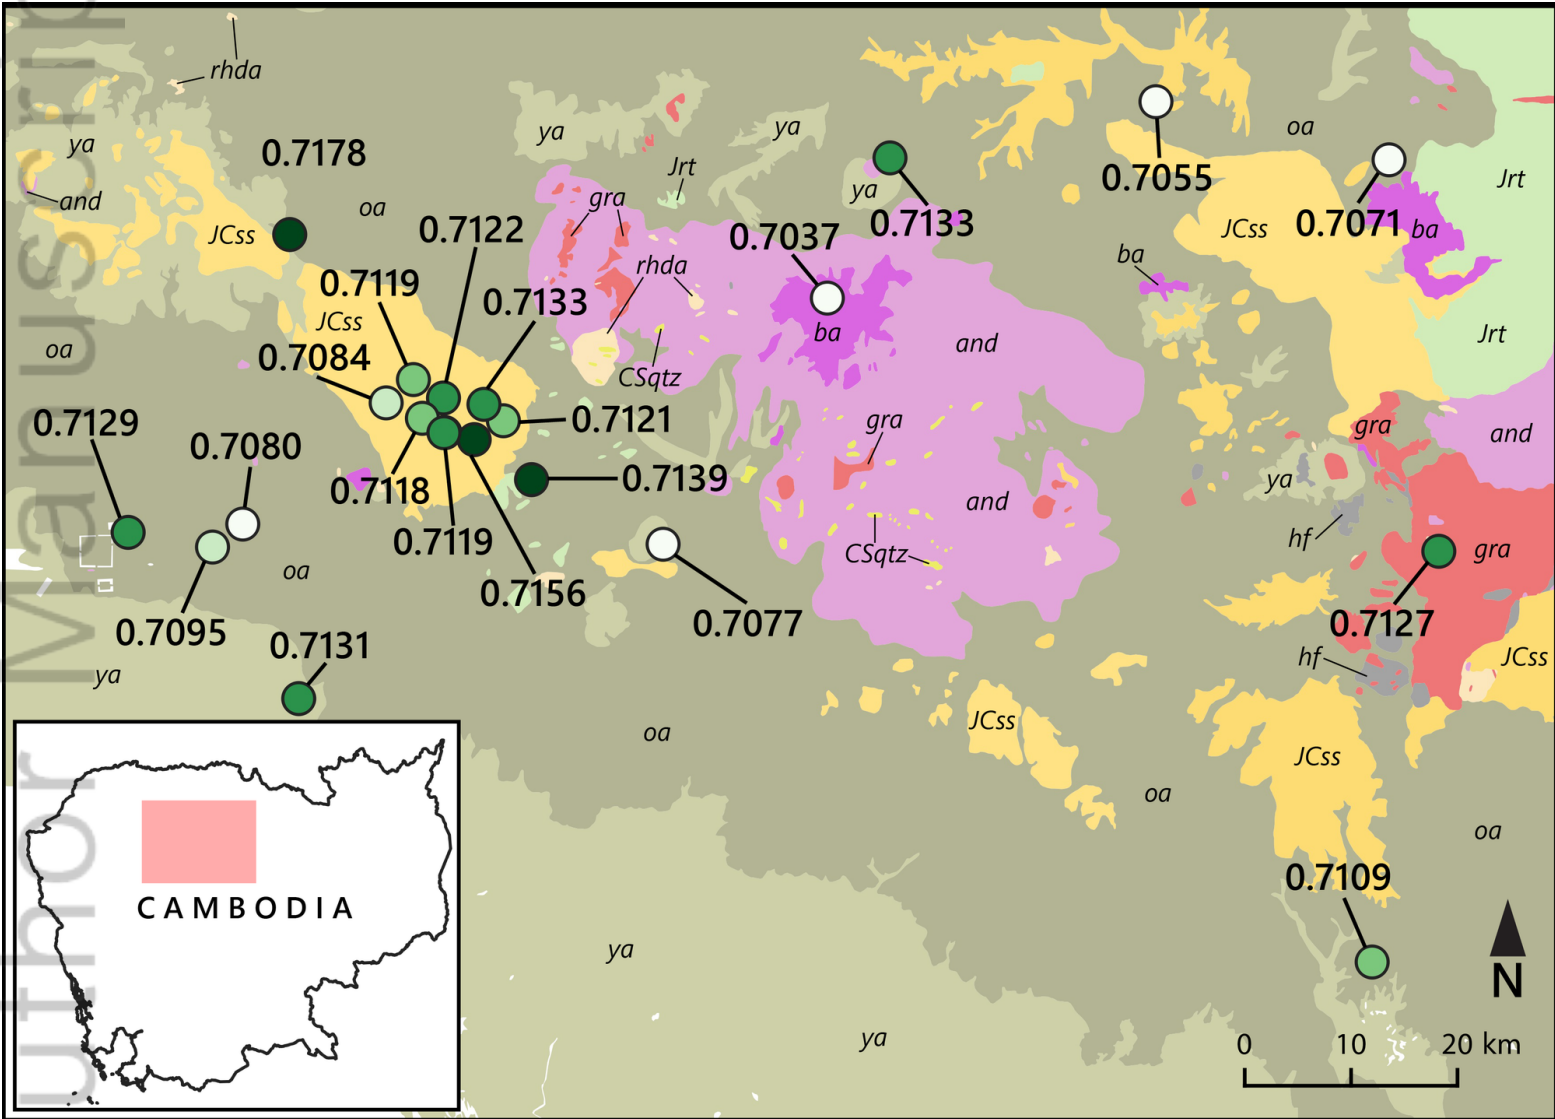 rhda
ya
0.7178
and
oa
JCss
0.7122
0.7119
JCss
0.7133
0.7084
oa
0.7129
0.7080
0.7121
0.7118
0.7139
0.7119
0.7156
oa
0.7095
0.7131
ya
ya
ya
Jrt
gra
rhda
CSqtz
ya
0.7133
0.7037
ba
and
gra
and
CSqtz
0.7077
oa
0.7055
oa
Jrt
JCss
0.7071
ba
ba
Jrt
gra
and
ya
hf
gra
0.7127
hf
JCss
JCss
JCss
oa
oa
0.7109
ya
ya
CAMBODIA
N
0 10 20 km
Author Manuscrip